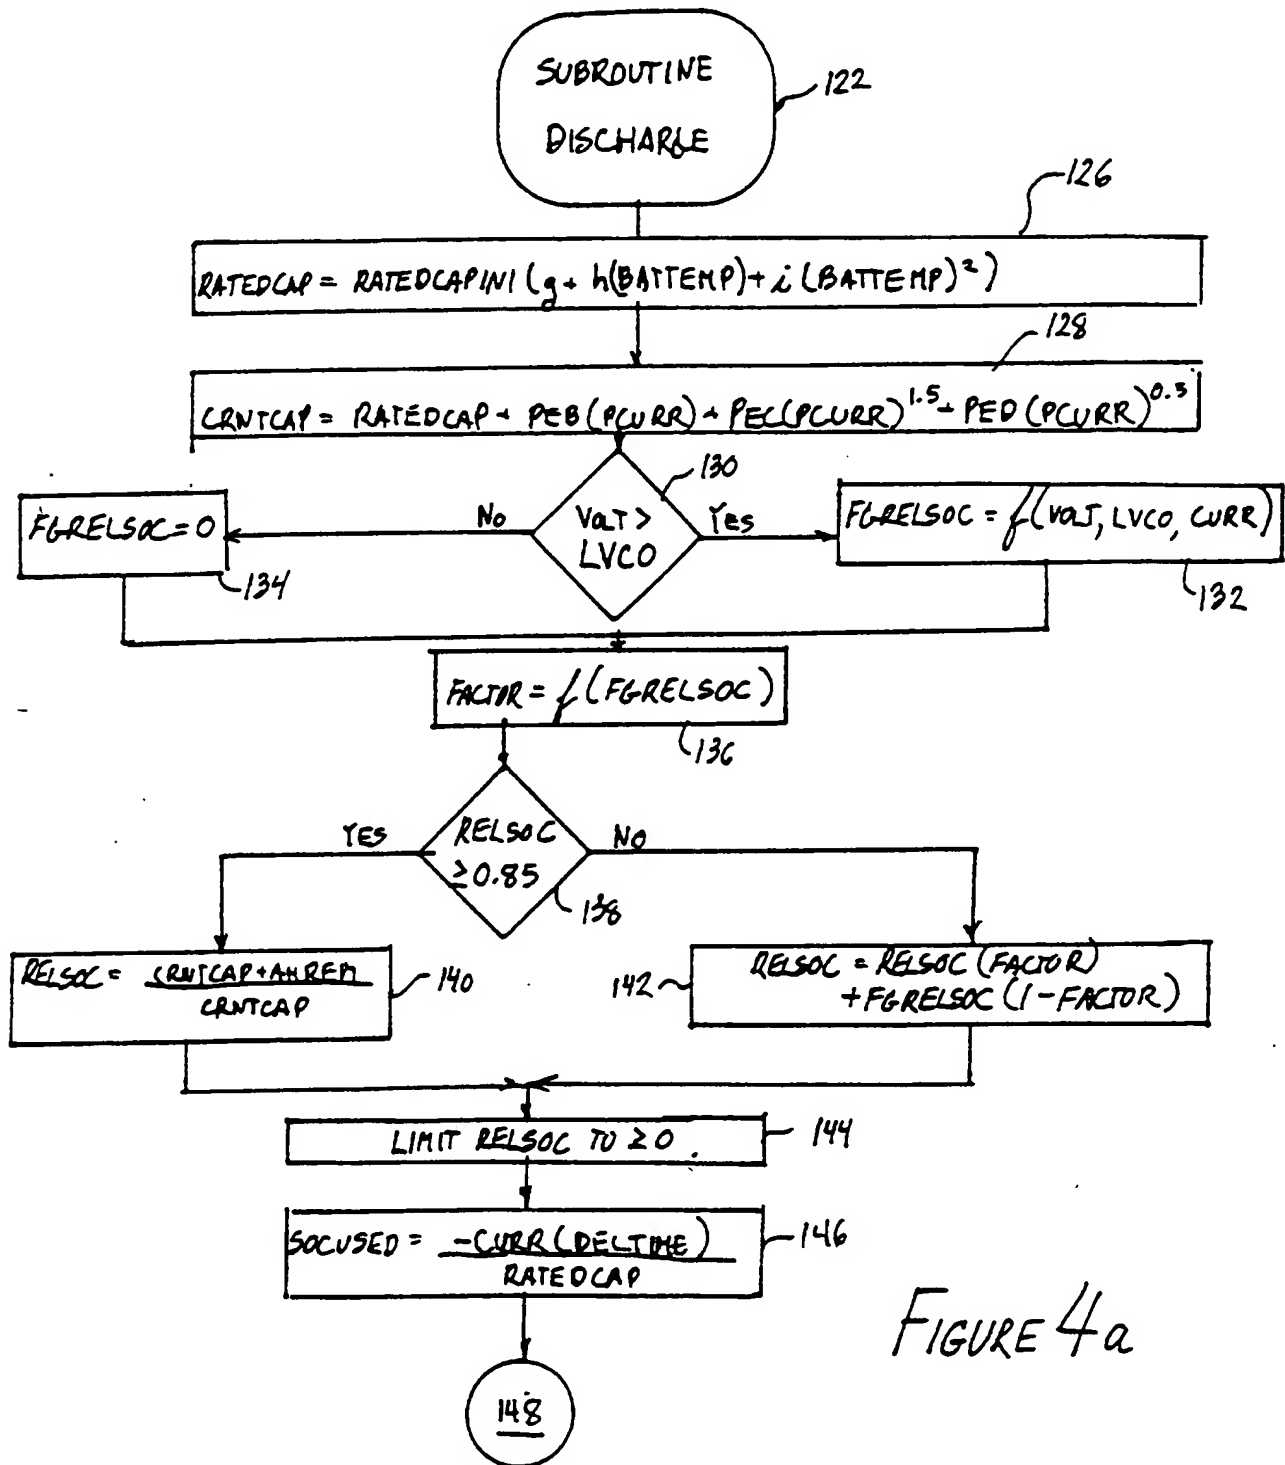 SUBROUTINE
DISCHARGE
122
126
RATEDCAP = RATEDCAPINI (g + h(BATTEMP) + i (BATTEMP)²)
128
CRNTCAP = RATEDCAP + PEB (PCURR) + PEC(PCURR)^1.5 + PED (PCURR)^0.3
130
VOLT >
LVCO
NO
YES
FGRELSOC = 0
134
FGRELSOC = f (VOLT, LVCO, CURR)
132
FACTOR = f (FGRELSOC)
136
RELSOC
≥0.85
YES
NO
138
RELSOC = CRNTCAP + AHREM
CRNTCAP
140
142
RELSOC = RELSOC (FACTOR)
+ FGRELSOC (1 - FACTOR)
LIMIT RELSOC TO ≥ 0
144
SOCUSED = -CURR (DELTIME)
RATEDCAP
146
148
FIGURE 4a